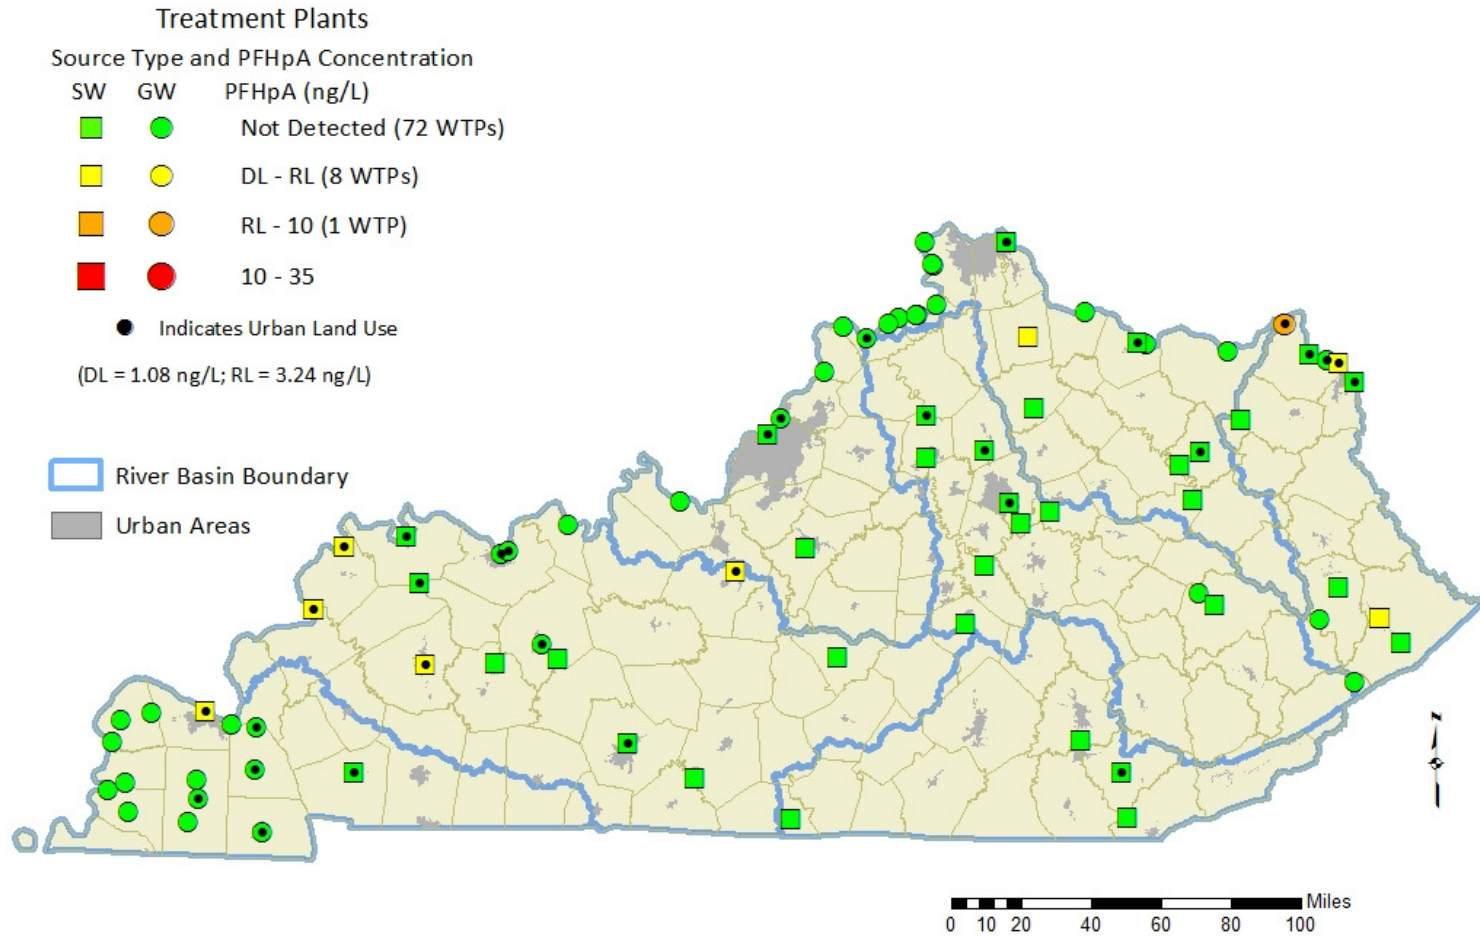 Treatment Plants
Source Type and PFHpA Concentration
SW GW PFHpA (ng/L)
Not Detected (72 WTPs)
DL - RL (8 WTPs)
RL - 10 (1 WTP)
10 - 35
Indicates Urban Land Use
(DL = 1.08 ng/L; RL = 3.24 ng/L)
River Basin Boundary
Urban Areas
N
Miles
0 10 20 40 60 80 100